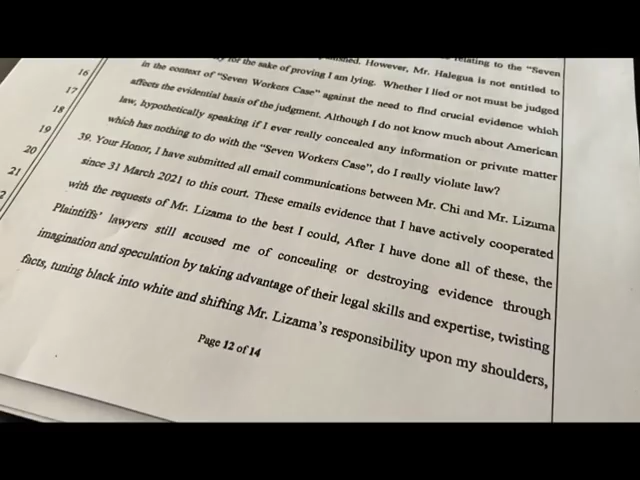 relating to the "Seven
for the sake of proving I am lying. However, Mr. Halegua is not entitled to
16 in the context of "Seven Workers Case" against the need to find crucial evidence which
17 affects the evidential basis of the judgment. Although I do not know much about American
18 law, hypothetically speaking if I ever really concealed any information or private matter
19 which has nothing to do with the "Seven Workers Case", do I really violate law?
20 39. Your Honor, I have submitted all email communications between Mr. Chi and Mr. Lizama
21 since 31 March 2021 to this court. These emails evidence that I have actively cooperated
2 with the requests of Mr. Lizama to the best I could, After I have done all of these, the
Plaintiffs' lawyers still accused me of concealing or destroying evidence through
imagination and speculation by taking advantage of their legal skills and expertise, twisting
facts, tuning black into white and shifting Mr. Lizama's responsibility upon my shoulders,
Page 12 of 14